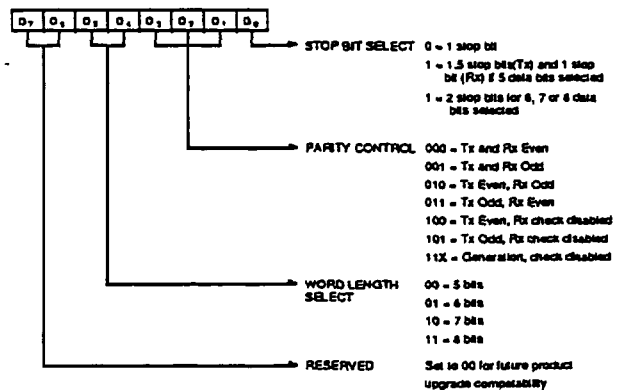 D7 D6 D5 D4 D3 D2 D1 D0
STOP BIT SELECT 0 = 1 stop bit
1 = 1.5 stop bits(Tx) and 1 stop
bit (Rx) if 5 data bits selected
1 = 2 stop bits for 6, 7 or 8 data
bits selected
PARITY CONTROL 000 = Tx and Rx Even
001 = Tx and Rx Odd
010 = Tx Even, Rx Odd
011 = Tx Odd, Rx Even
100 = Tx Even, Rx check disabled
101 = Tx Odd, Rx check disabled
11X = Generation, check disabled
WORD LENGTH 00 = 5 bits
SELECT 01 = 6 bits
10 = 7 bits
11 = 8 bits
RESERVED Set to 00 for future product
upgrade compatability